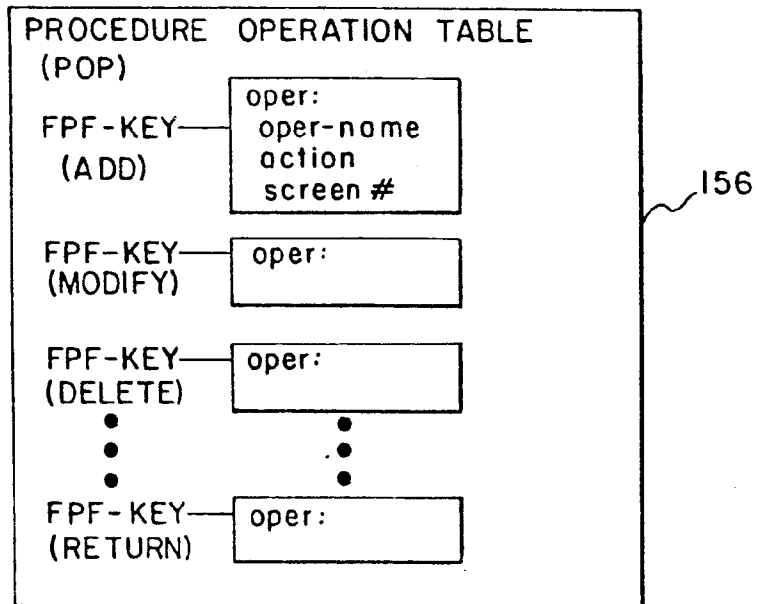 PROCEDURE OPERATION TABLE
(POP)
FPF-KEY
(ADD)
oper:
oper-name
action
screen #
156
FPF-KEY
(MODIFY)
oper:
FPF-KEY
(DELETE)
oper:
FPF-KEY
(RETURN)
oper: